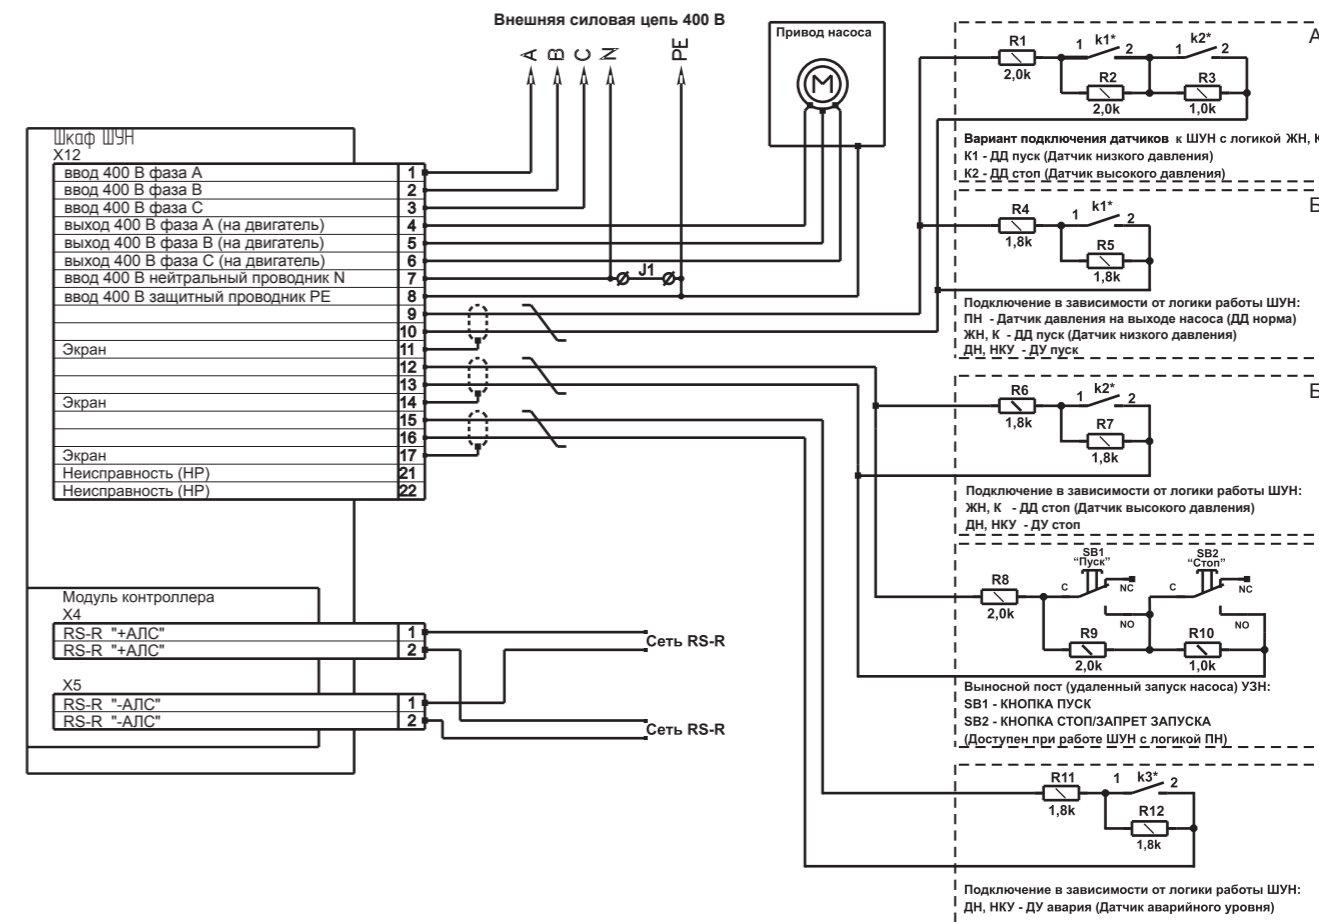 Внешняя силовая цепь 400 В
A B C N PE
Привод насоса
M
Шкаф ШУН
X12
ввод 400 В фаза А 1
ввод 400 В фаза В 2
ввод 400 В фаза С 3
выход 400 В фаза А (на двигатель) 4
выход 400 В фаза В (на двигатель) 5
выход 400 В фаза С (на двигатель) 6
ввод 400 В нейтральный проводник N 7
ввод 400 В защитный проводник PE 8
9
10
Экран 11
12
13
Экран 14
15
16
Экран 17
Неисправность (НР) 21
Неисправность (НР) 22
J1
Модуль контроллера
X4
RS-R "+АЛС" 1
RS-R "+АЛС" 2
X5
RS-R "-АЛС" 1
RS-R "-АЛС" 2
Сеть RS-R
Сеть RS-R
А
R1 1 k1* 2 1 k2* 2
2,0k
R2 R3
2,0k 1,0k
Вариант подключения датчиков к ШУН с логикой ЖН, К
К1 - ДД пуск (Датчик низкого давления)
К2 - ДД стоп (Датчик высокого давления)
Б
R4 1 k1* 2
1,8k
R5
1,8k
Подключение в зависимости от логики работы ШУН:
ПН - Датчик давления на выходе насоса (ДД норма)
ЖН, К - ДД пуск (Датчик низкого давления)
ДН, НКУ - ДУ пуск
Б
R6 1 k2* 2
1,8k
R7
1,8k
Подключение в зависимости от логики работы ШУН:
ЖН, К - ДД стоп (Датчик высокого давления)
ДН, НКУ - ДУ стоп
SB1 SB2
“Пуск” “Стоп”
R8 C NC C NC
2,0k
NO NO
R9 R10
2,0k 1,0k
Выносной пост (удаленный запуск насоса) УЗН:
SB1 - КНОПКА ПУСК
SB2 - КНОПКА СТОП/ЗАПРЕТ ЗАПУСКА
(Доступен при работе ШУН с логикой ПН)
R11 1 k3* 2
1,8k
R12
1,8k
Подключение в зависимости от логики работы ШУН:
ДН, НКУ - ДУ авария (Датчик аварийного уровня)